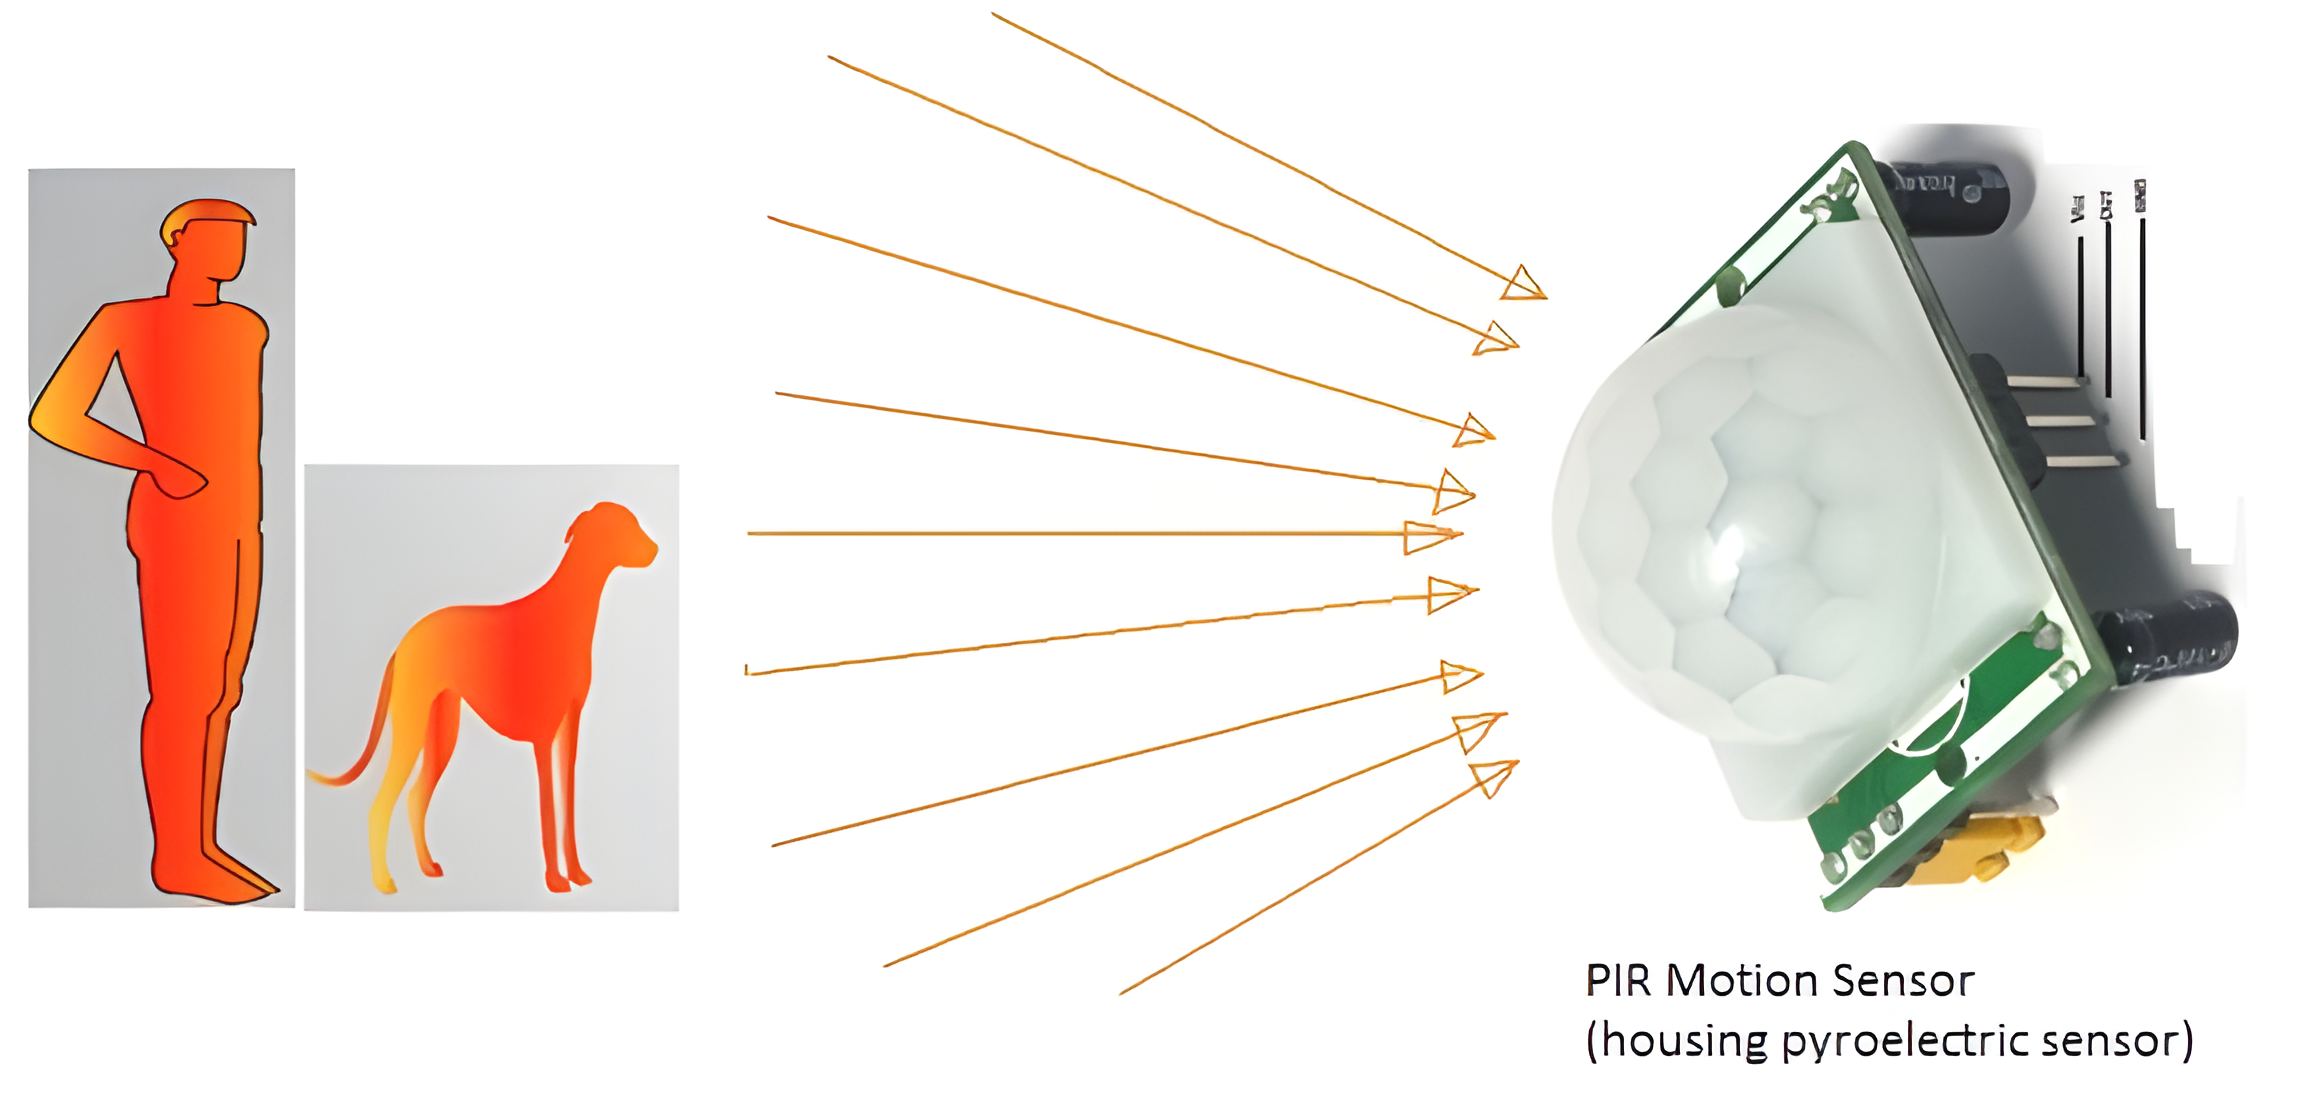 PIR Motion Sensor
(housing pyroelectric sensor)